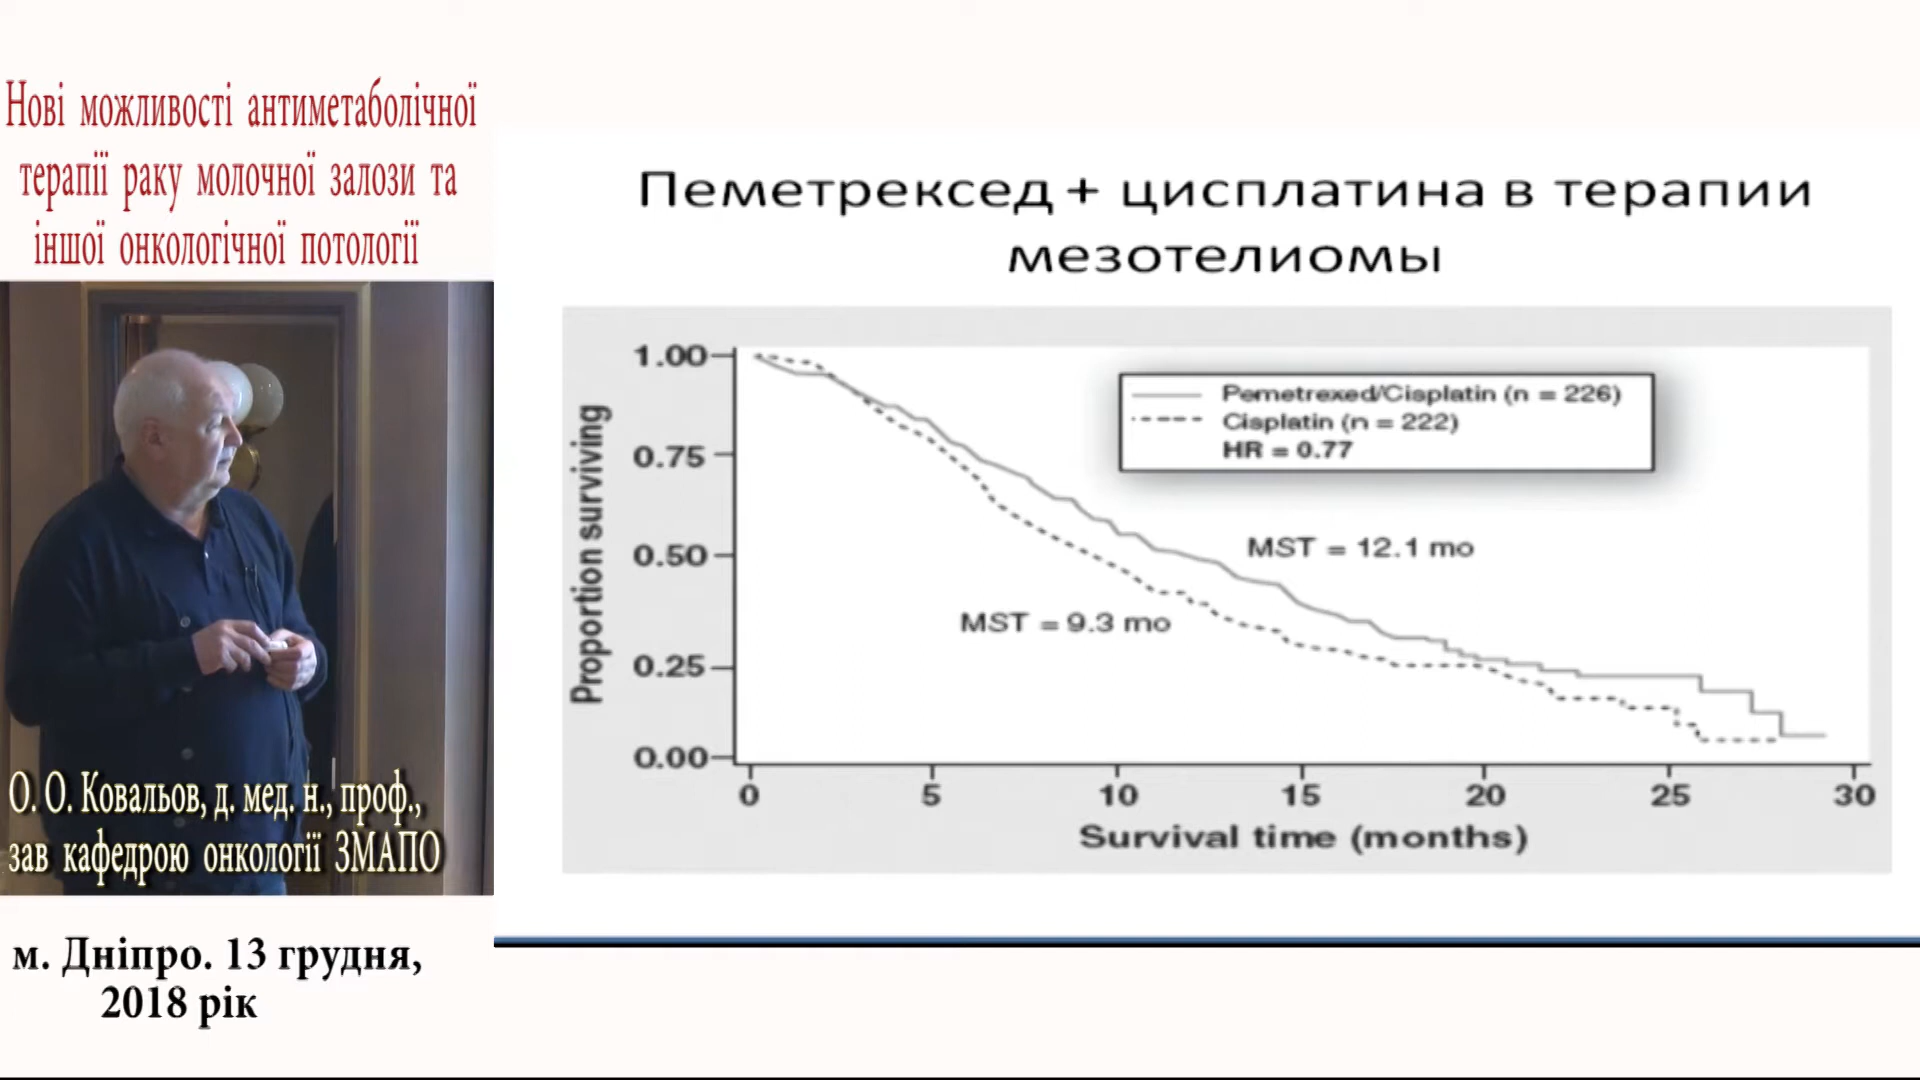 Нові можливості антиметаболічної
терапії раку молочної залози та
іншої онкологічної потології
О. О. Ковальов, д. мед. н., проф.,
зав кафедрою онкології ЗМАПО
м. Дніпро. 13 грудня,
2018 рік
Пеметрексед + цисплатина в терапии
мезотелиомы
Proportion surviving
1.00
0.75
0.50
0.25
0.00
Pemetrexed/Cisplatin (n = 226)
Cisplatin (n = 222)
HR = 0.77
MST = 12.1 mo
MST = 9.3 mo
0 5 10 15 20 25 30
Survival time (months)